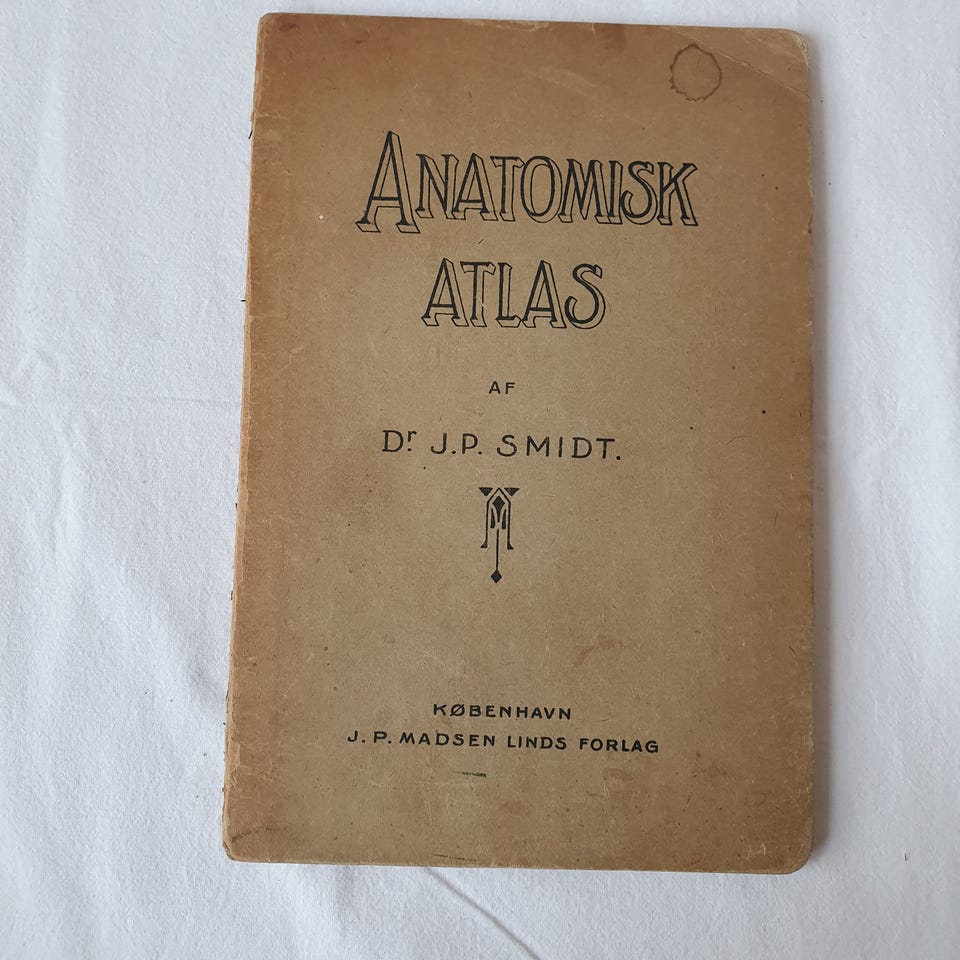 ANATOMISK
ATLAS
AF
Dr J.P. SMIDT.
KØBENHAVN
J. P. MADSEN LINDS FORLAG